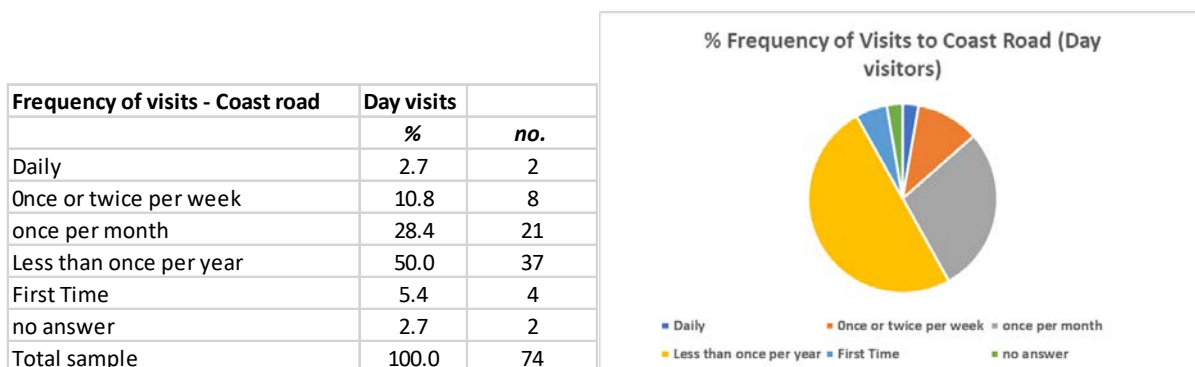 Frequency of visits - Coast road Day visits
% no.
Daily 2.7 2
0nce or twice per week 10.8 8
once per month 28.4 21
Less than once per year 50.0 37
First Time 5.4 4
no answer 2.7 2
Total sample 100.0 74
% Frequency of Visits to Coast Road (Day
visitors)
Daily 0nce or twice per week once per month
Less than once per year First Time no answer